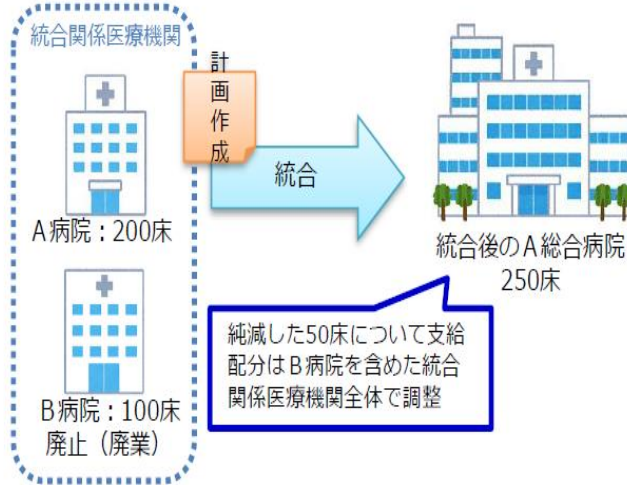 統合関係医療機関
計画作成
統合
A病院：200床
B病院：100床
廃止（廃業）
統合後のA総合病院
250床
純減した50床について支給
配分はB病院を含めた統合
関係医療機関全体で調整